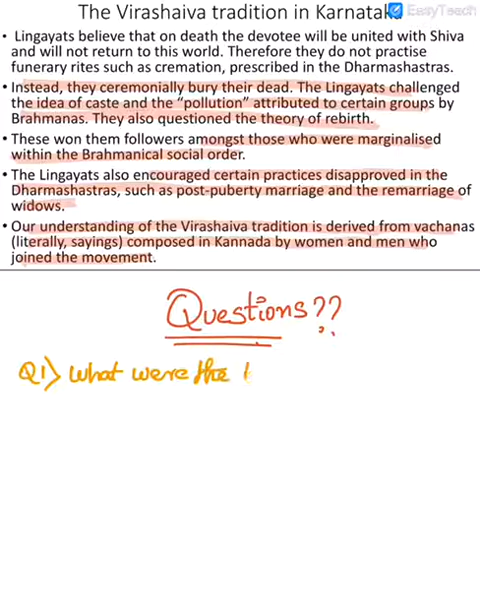 The Virashaiva tradition in Karnataka
EasyTeach
• Lingayats believe that on death the devotee will be united with Shiva
and will not return to this world. Therefore they do not practise
funerary rites such as cremation, prescribed in the Dharmashastras.
• Instead, they ceremonially bury their dead. The Lingayats challenged
the idea of caste and the “pollution” attributed to certain groups by
Brahmanas. They also questioned the theory of rebirth.
• These won them followers amongst those who were marginalised
within the Brahmanical social order.
• The Lingayats also encouraged certain practices disapproved in the
Dharmashastras, such as post-puberty marriage and the remarriage of
widows.
• Our understanding of the Virashaiva tradition is derived from vachanas
(literally, sayings) composed in Kannada by women and men who
joined the movement.
Questions??
Q1) What were the